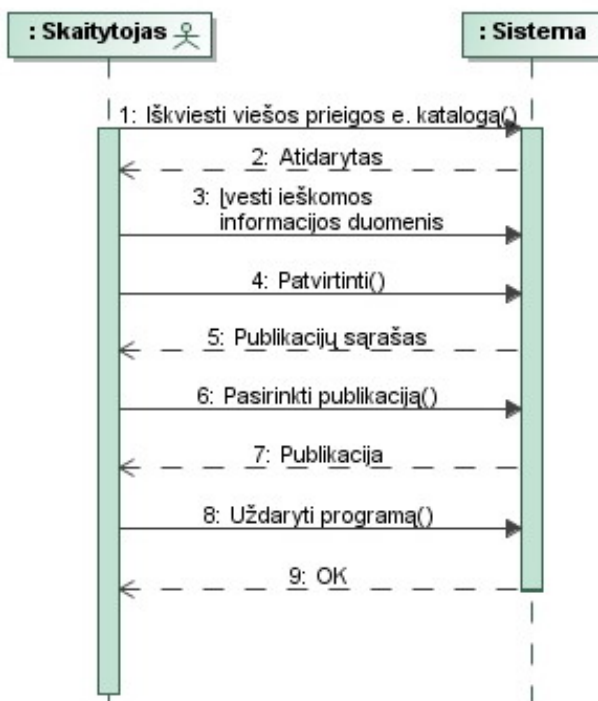 : Skaitytojas
: Sistema
1: Iškviesti viešos prieigos e. katalogą()
2: Atidarytas
3: Įvesti ieškomos
informacijos duomenis
4: Patvirtinti()
5: Publikacijų sąrašas
6: Pasirinkti publikaciją()
7: Publikacija
8: Uždaryti programą()
9: OK